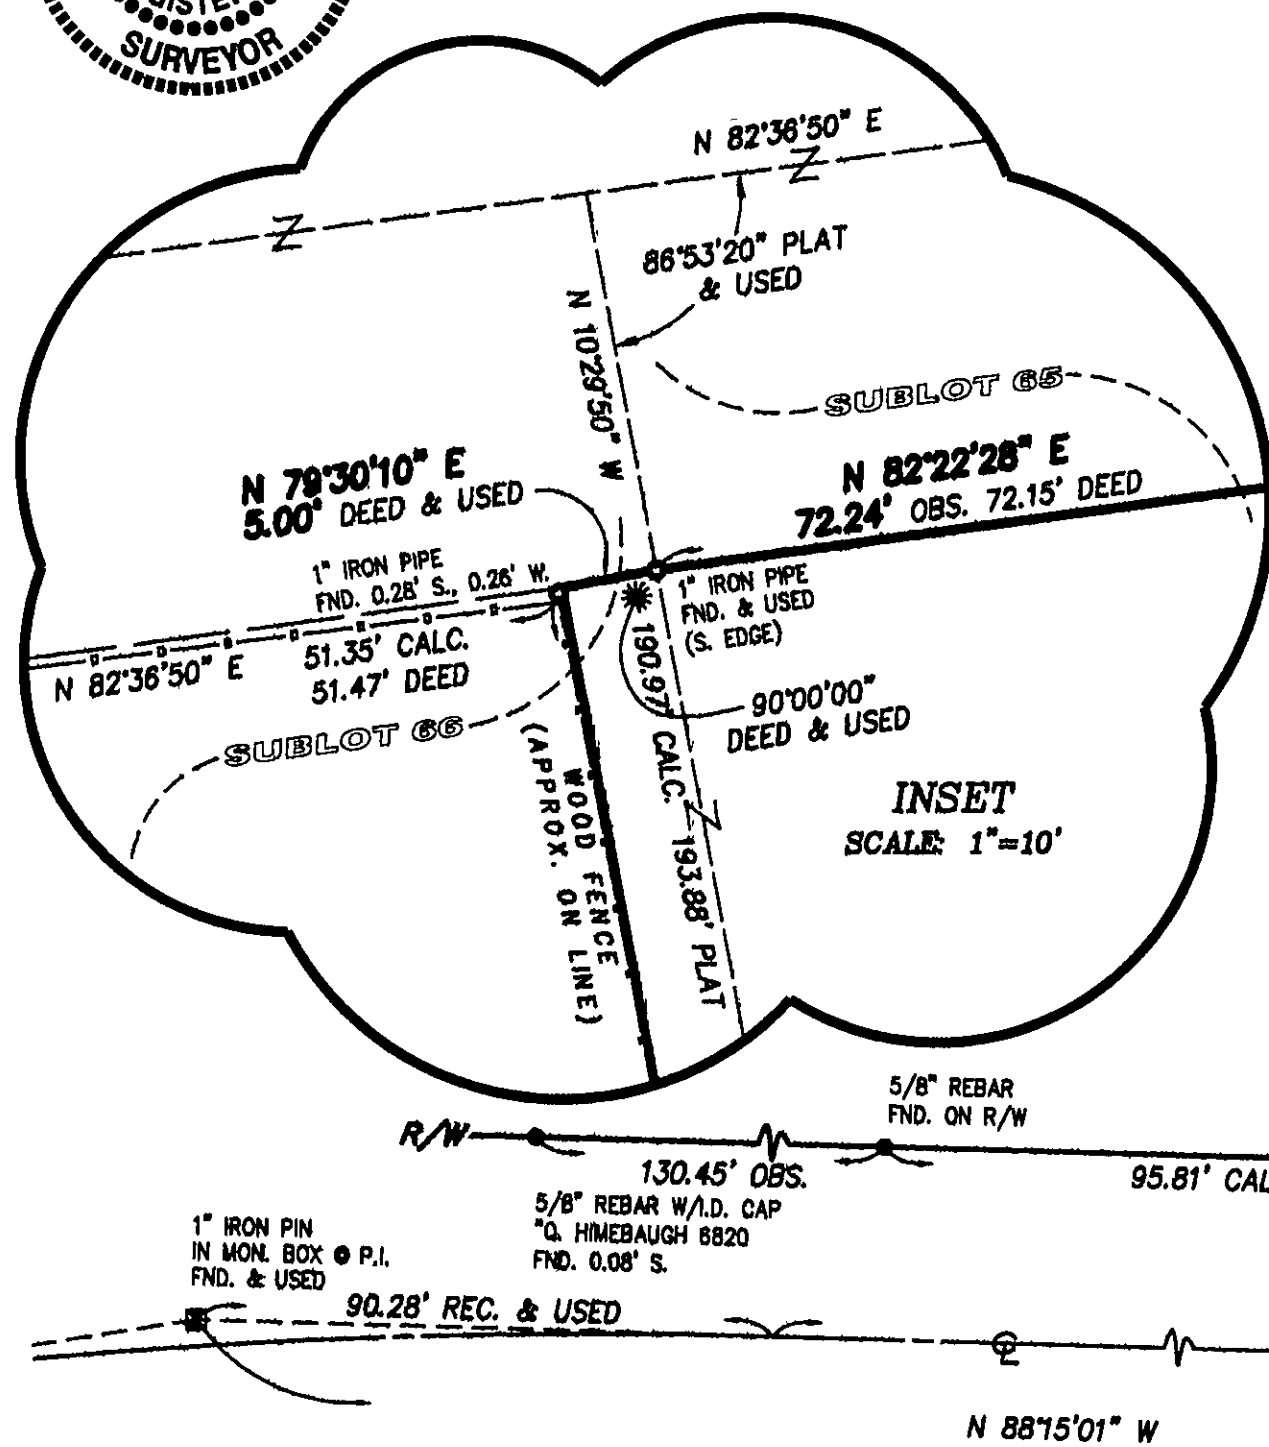 SURVEYOR
N 82°36'50" E
86°53'20" PLAT
& USED
N 10°29'50" W
SUBLOT 65
N 79°30'10" E
5.00' DEED & USED
N 82°22'28" E
72.24' OBS. 72.15' DEED
1" IRON PIPE
FND. 0.28' S., 0.26' W.
1" IRON PIPE
FND. & USED
(S. EDGE)
N 82°36'50" E
51.35' CALC.
51.47' DEED
190.97' CALC. 193.88' PLAT
90°00'00"
DEED & USED
SUBLOT 66
WOOD FENCE
(APPROX. ON LINE)
INSET
SCALE: 1"=10'
5/8" REBAR
FND. ON R/W
R/W
130.45' OBS.
95.81' CAL
5/8" REBAR W/I.D. CAP
"Q. HIMEBAUGH 6820
FND. 0.08' S.
1" IRON PIN
IN MON. BOX @ P.I.
FND. & USED
90.28' REC. & USED
N 88°15'01" W